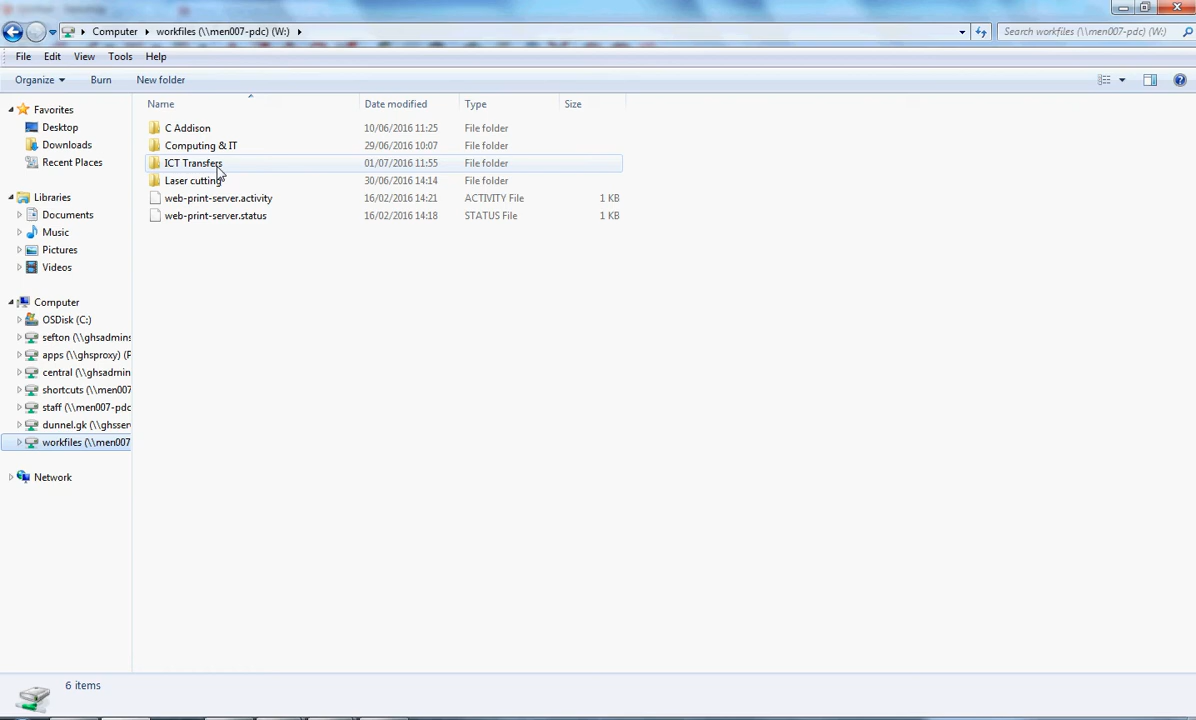 Computer workfiles (\\men007-pdc) (W:) Search workfiles (\\men007-pdc) (W:)
File Edit View Tools Help
Organize Burn New folder
Name Date modified Type Size
Favorites
Desktop
Downloads
Recent Places
Libraries
Documents
Music
Pictures
Videos
Computer
OSDisk (C:)
sefton (\\ghsadmins
apps (\\ghsproxy) (P
central (\\ghsadmin
shortcuts (\\men007
staff (\\men007-pdc
dunnel.gk (\\ghsser
workfiles (\\men007
Network
C Addison 10/06/2016 11:25 File folder
Computing & IT 29/06/2016 10:07 File folder
ICT Transfers 01/07/2016 11:55 File folder
Laser cutting 30/06/2016 14:14 File folder
web-print-server.activity 16/02/2016 14:21 ACTIVITY File 1 KB
web-print-server.status 16/02/2016 14:18 STATUS File 1 KB
6 items